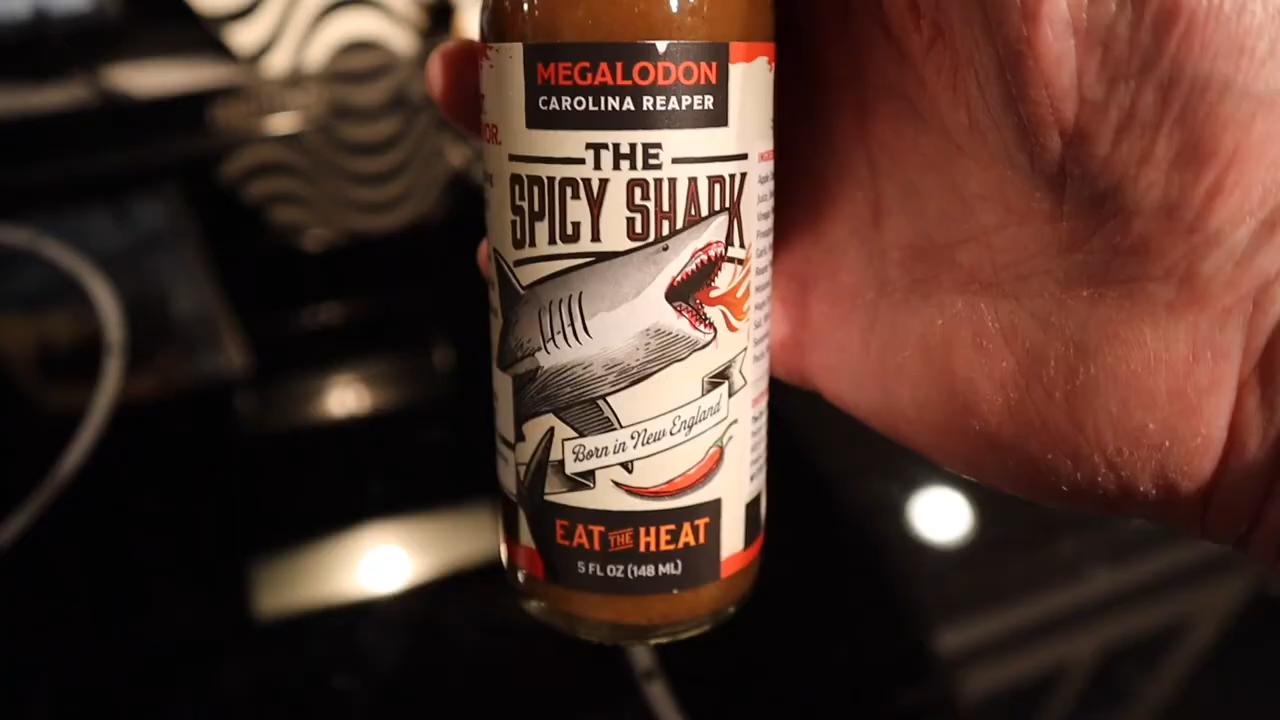 MEGALODON
CAROLINA REAPER
THE
SPICY SHARK
Born in New England
EAT THE HEAT
5 FL OZ (148 ML)